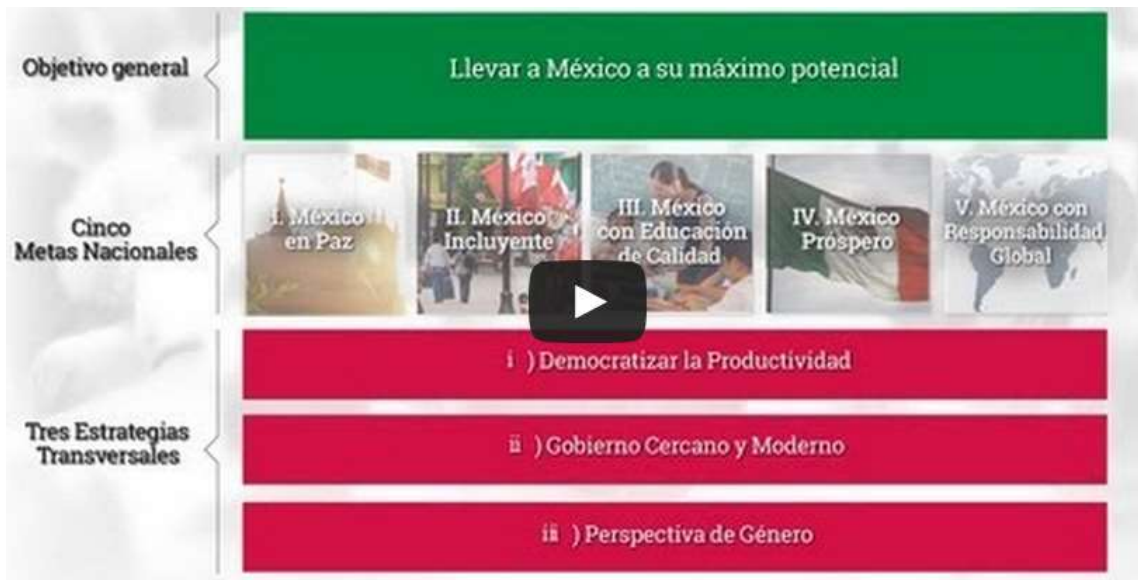 Objetivo general
Llevar a México a su máximo potencial
Cinco
Metas Nacionales
I. México
en Paz
II. México
Incluyente
III. México
con Educación
de Calidad
IV. México
Próspero
V. México con
Responsabilidad
Global
Tres Estrategias
Transversales
i ) Democratizar la Productividad
ii ) Gobierno Cercano y Moderno
iii ) Perspectiva de Género